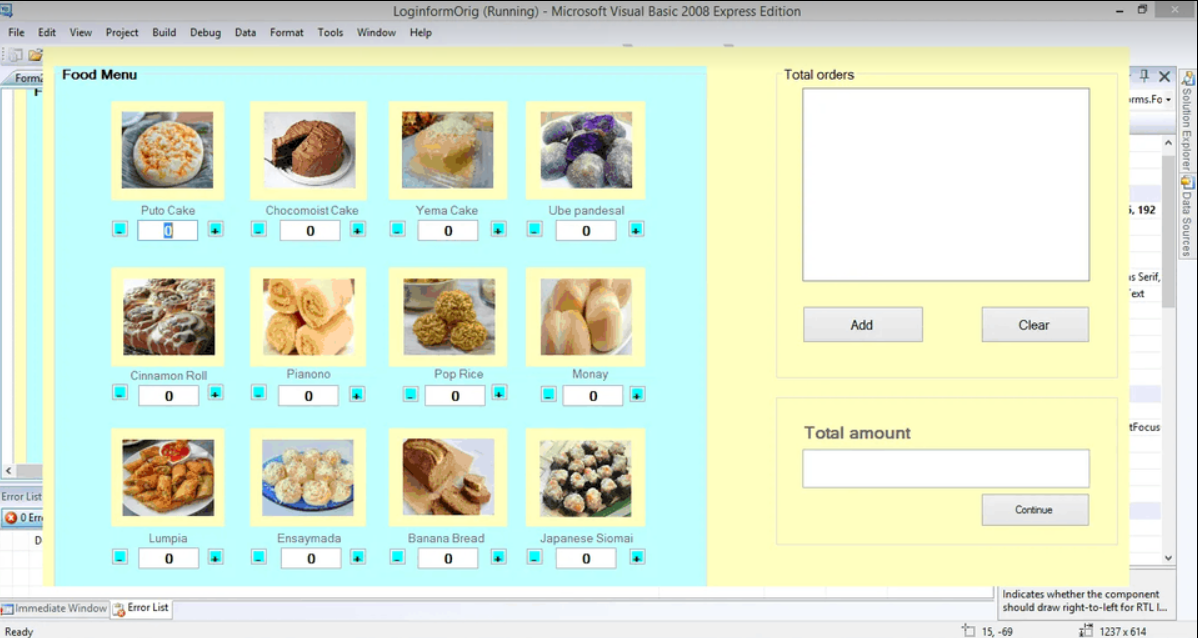 LoginformOrig (Running) - Microsoft Visual Basic 2008 Express Edition
File Edit View Project Build Debug Data Format Tools Window Help
Food Menu
Puto Cake Chocomoist Cake Yema Cake Ube pandesal
- 0 + - 0 + - 0 + - 0 +
Cinnamon Roll Pianono Pop Rice Monay
- 0 + - 0 + - 0 + - 0 +
Lumpia Ensaymada Banana Bread Japanese Siomai
- 0 + - 0 + - 0 + - 0 +
Total orders
Add Clear
Total amount
Continue
Solution Explorer
Data Sources
rms.Fo
, 192
s Serif,
ext
tFocus
Error List
0 Err
D
Immediate Window Error List
Indicates whether the component
should draw right-to-left for RTL l...
Ready 15, -69 1237 x 614